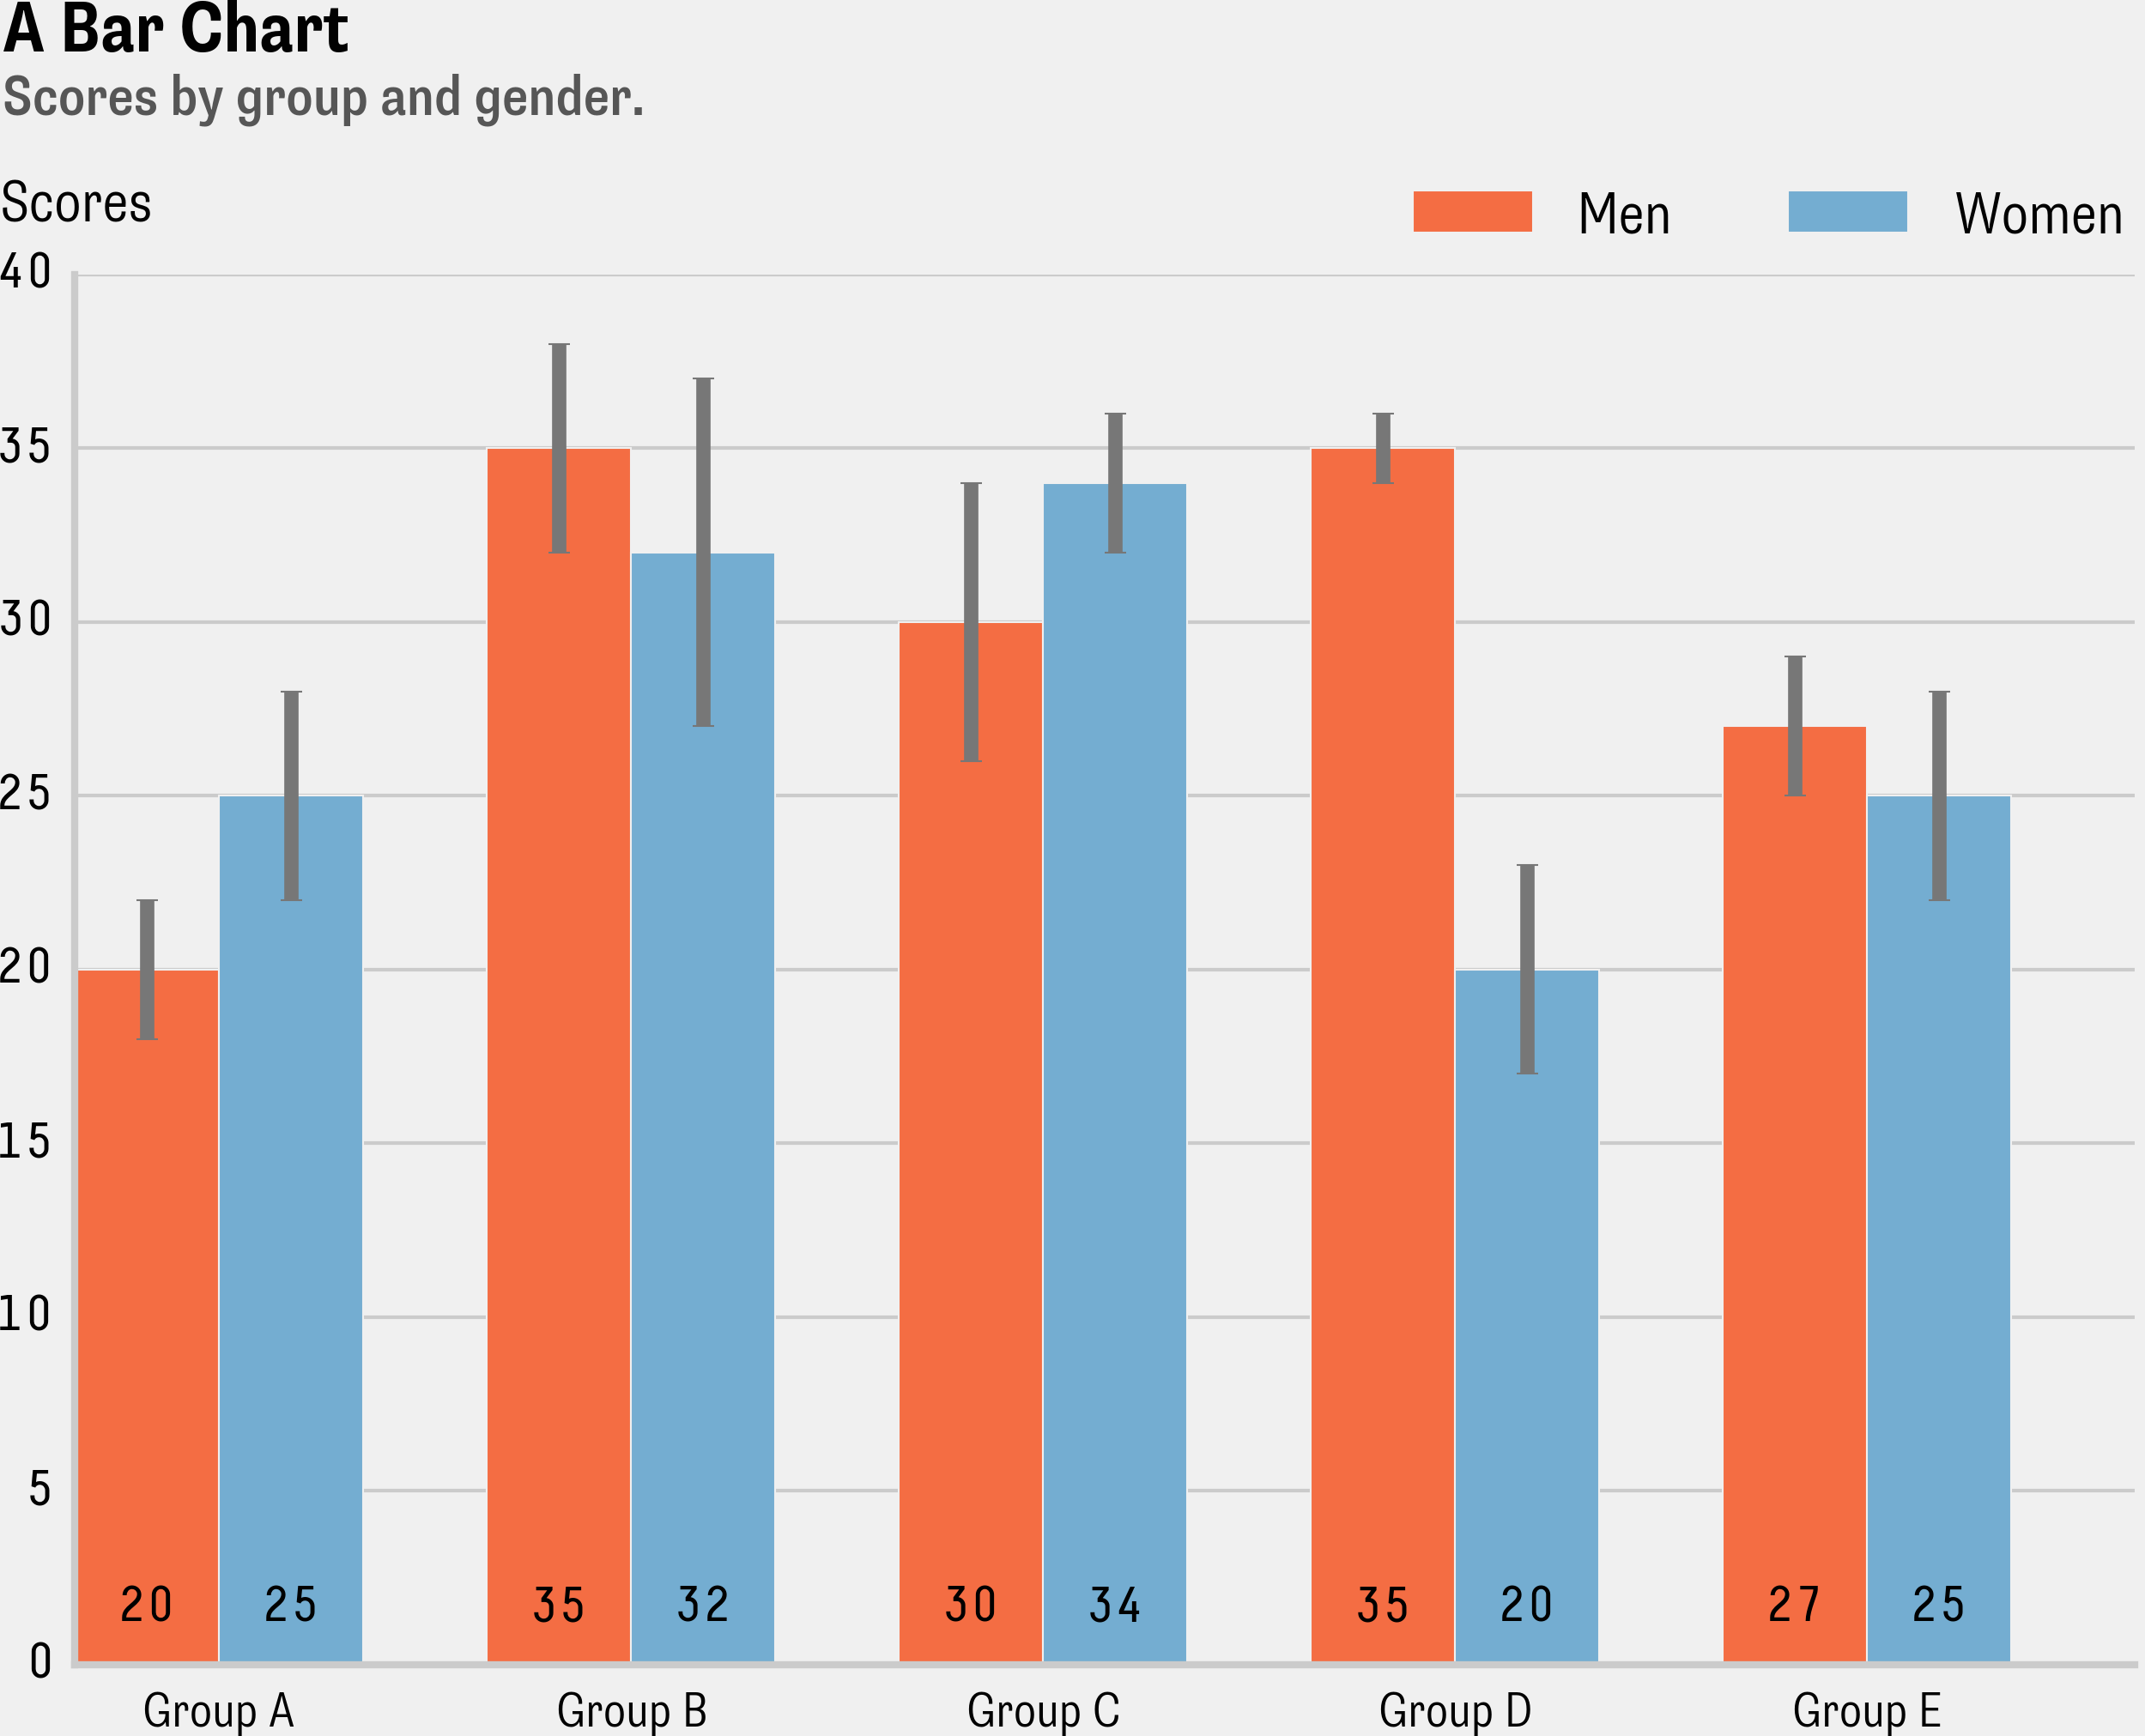 A Bar Chart
Scores by group and gender.
Scores
Men Women
40
35
30
25
20
15
10
5
0
20 25 35 32 30 34 35 20 27 25
Group A Group B Group C Group D Group E